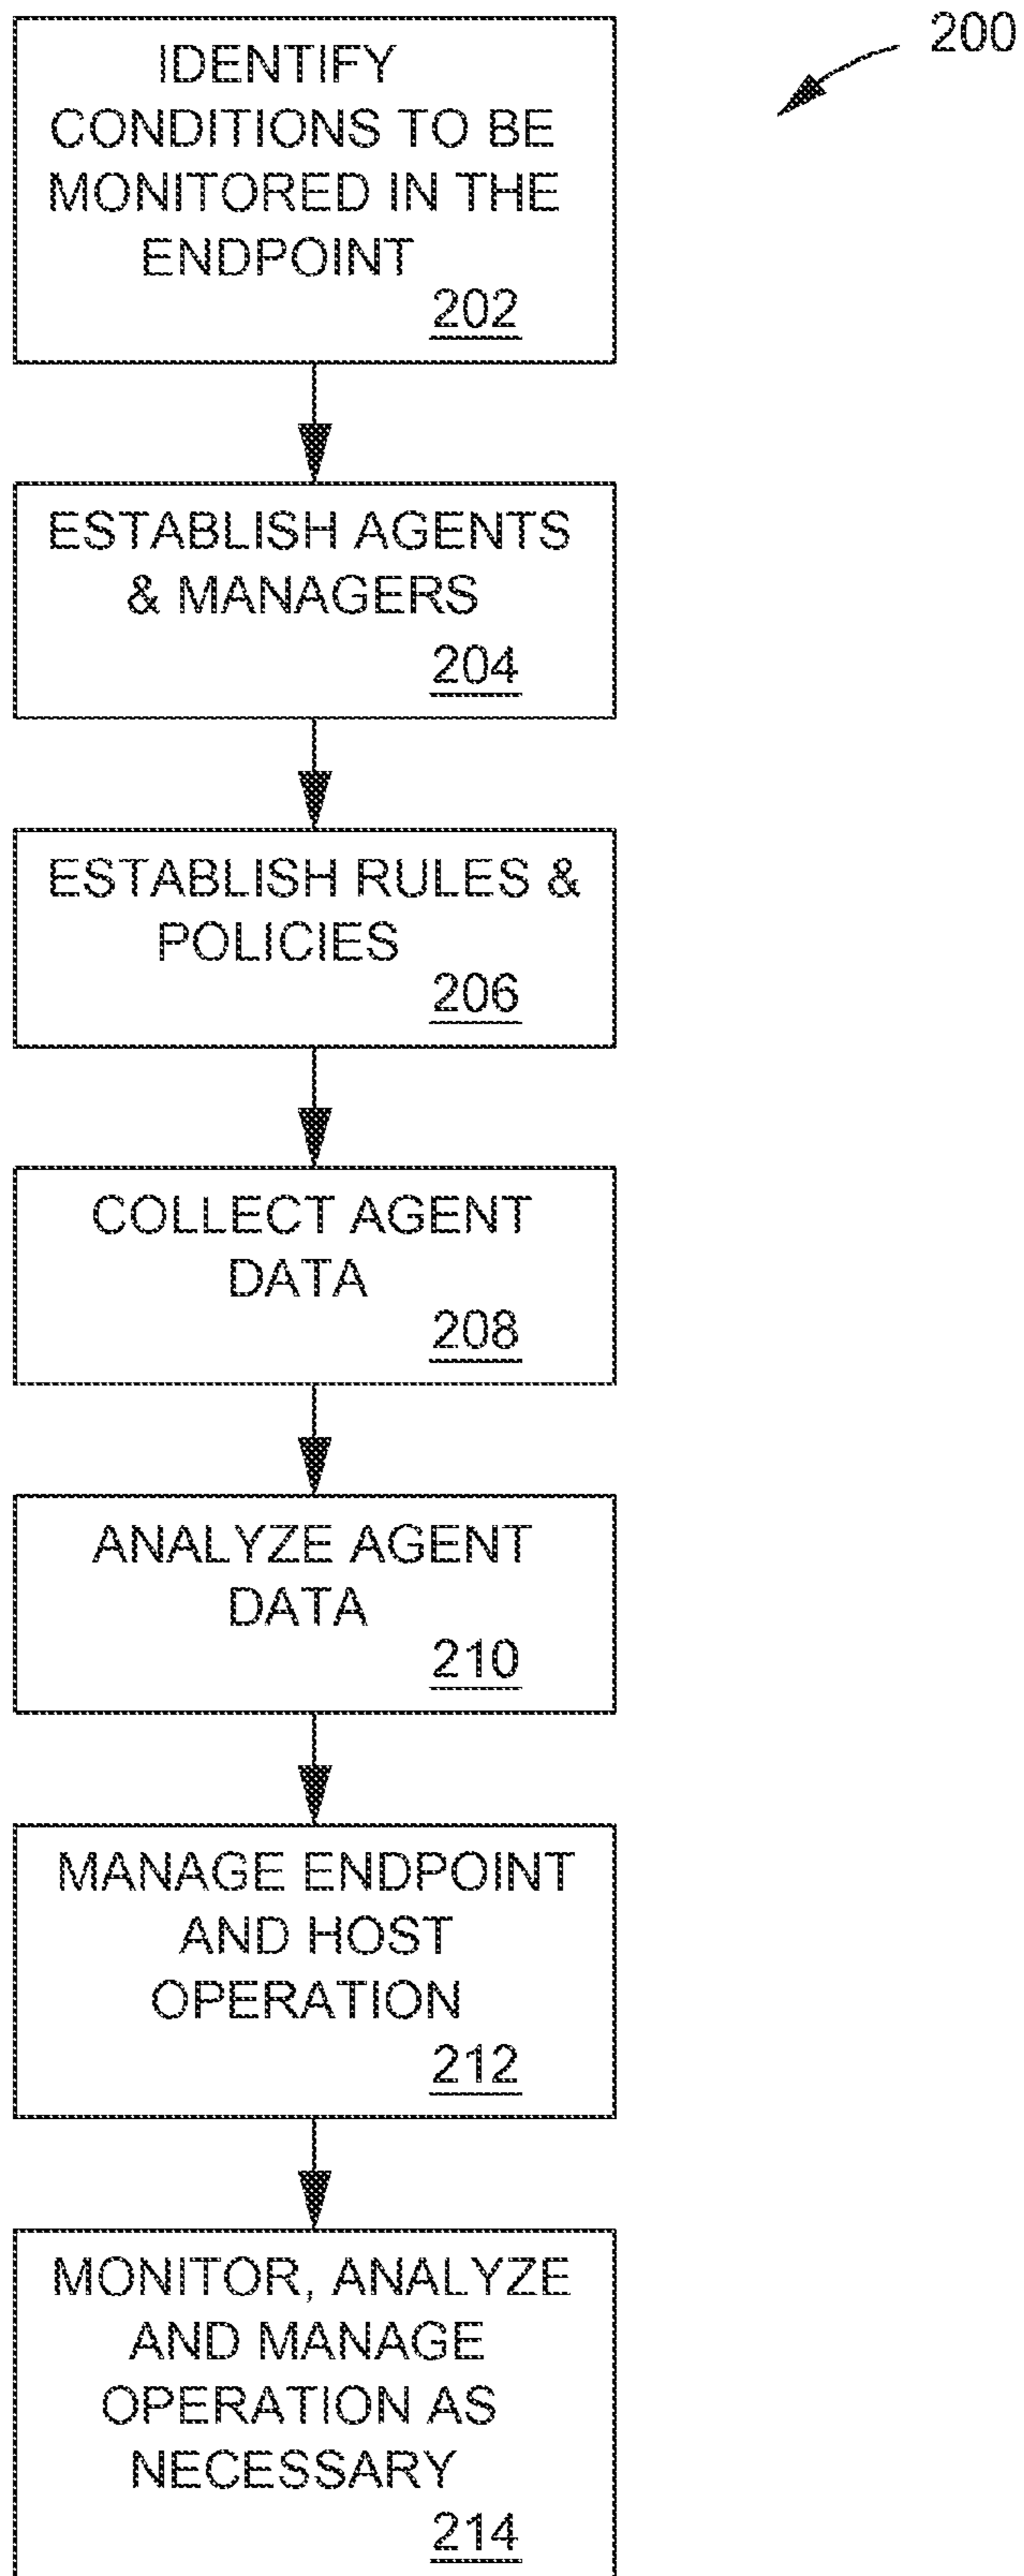 200
IDENTIFY
CONDITIONS TO BE
MONITORED IN THE
ENDPOINT
202
ESTABLISH AGENTS
& MANAGERS
204
ESTABLISH RULES &
POLICIES
206
COLLECT AGENT
DATA
208
ANALYZE AGENT
DATA
210
MANAGE ENDPOINT
AND HOST
OPERATION
212
MONITOR, ANALYZE
AND MANAGE
OPERATION AS
NECESSARY
214